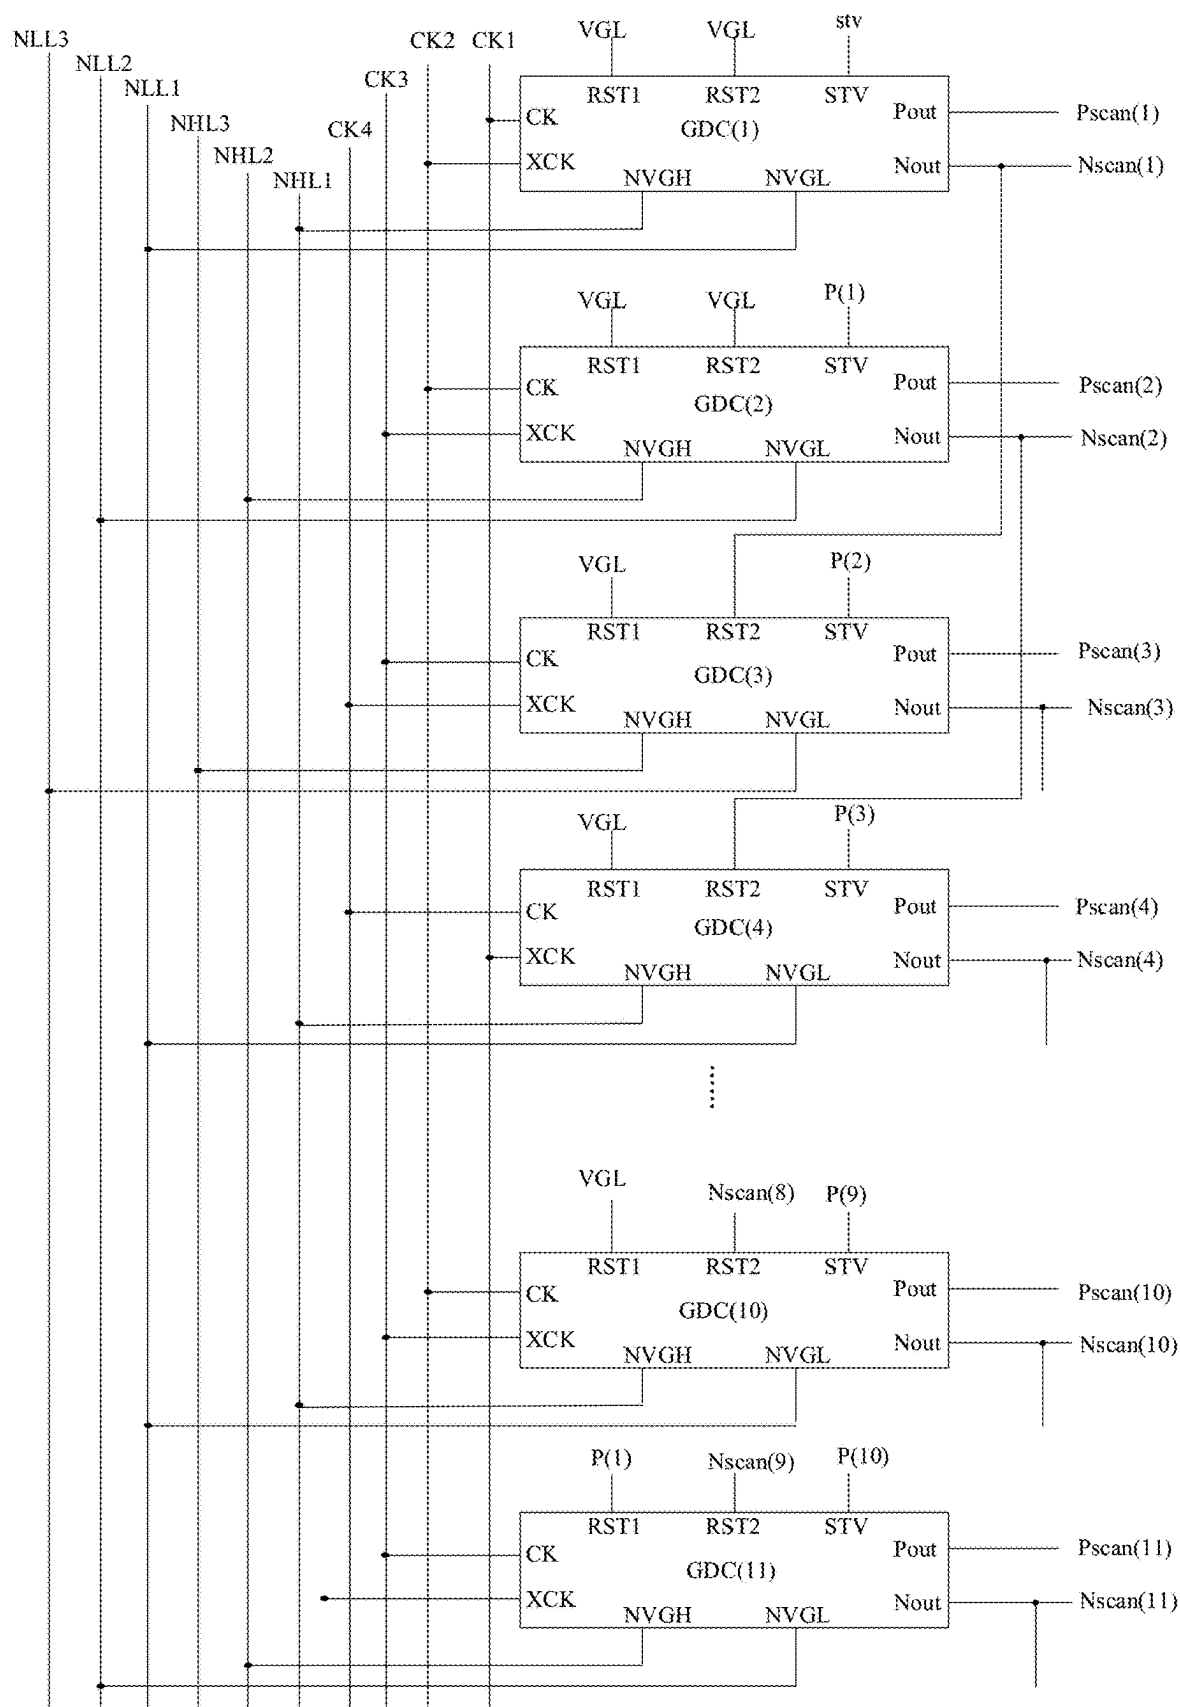 NLL3
NLL2
NLL1
NHL3
NHL2
NHL1
CK4
CK3
CK2
CK1
VGL
VGL
stv
RST1
RST2
STV
CK
GDC(1)
Pout
Pscan(1)
XCK
NVGH
NVGL
Nout
Nscan(1)
VGL
VGL
P(1)
RST1
RST2
STV
CK
GDC(2)
Pout
Pscan(2)
XCK
NVGH
NVGL
Nout
Nscan(2)
VGL
P(2)
RST1
RST2
STV
CK
GDC(3)
Pout
Pscan(3)
XCK
NVGH
NVGL
Nout
Nscan(3)
VGL
P(3)
RST1
RST2
STV
CK
GDC(4)
Pout
Pscan(4)
XCK
NVGH
NVGL
Nout
Nscan(4)
......
VGL
Nscan(8)
P(9)
RST1
RST2
STV
CK
GDC(10)
Pout
Pscan(10)
XCK
NVGH
NVGL
Nout
Nscan(10)
P(1)
Nscan(9)
P(10)
RST1
RST2
STV
CK
GDC(11)
Pout
Pscan(11)
XCK
NVGH
NVGL
Nout
Nscan(11)